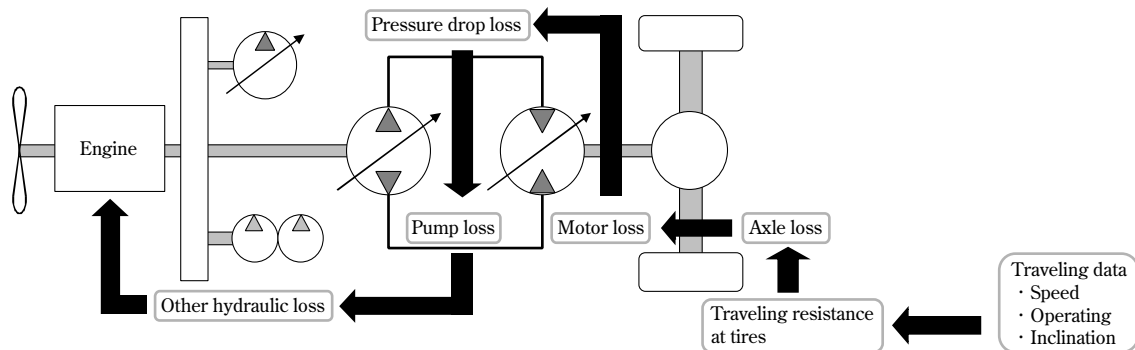 Pressure drop loss
Engine
Pump loss
Motor loss
Axle loss
Other hydraulic loss
Traveling resistance
at tires
Traveling data
・Speed
・Operating
・Inclination